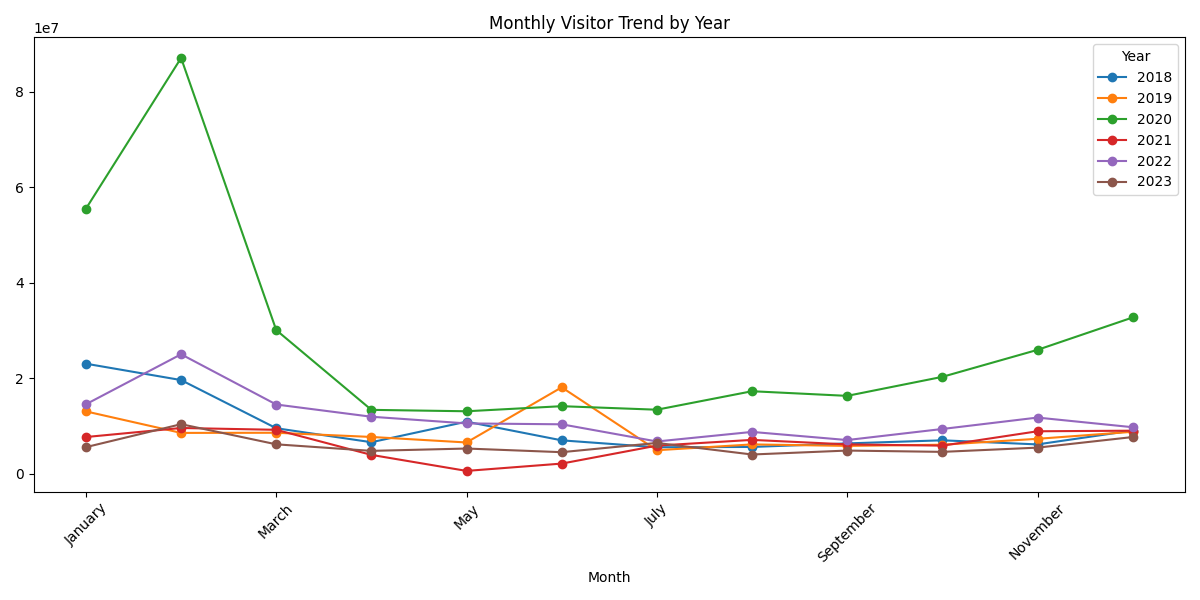 Monthly Visitor Trend by Year
1e7
8
6
4
2
0
Year
2018
2019
2020
2021
2022
2023
January
March
May
July
September
November
Month